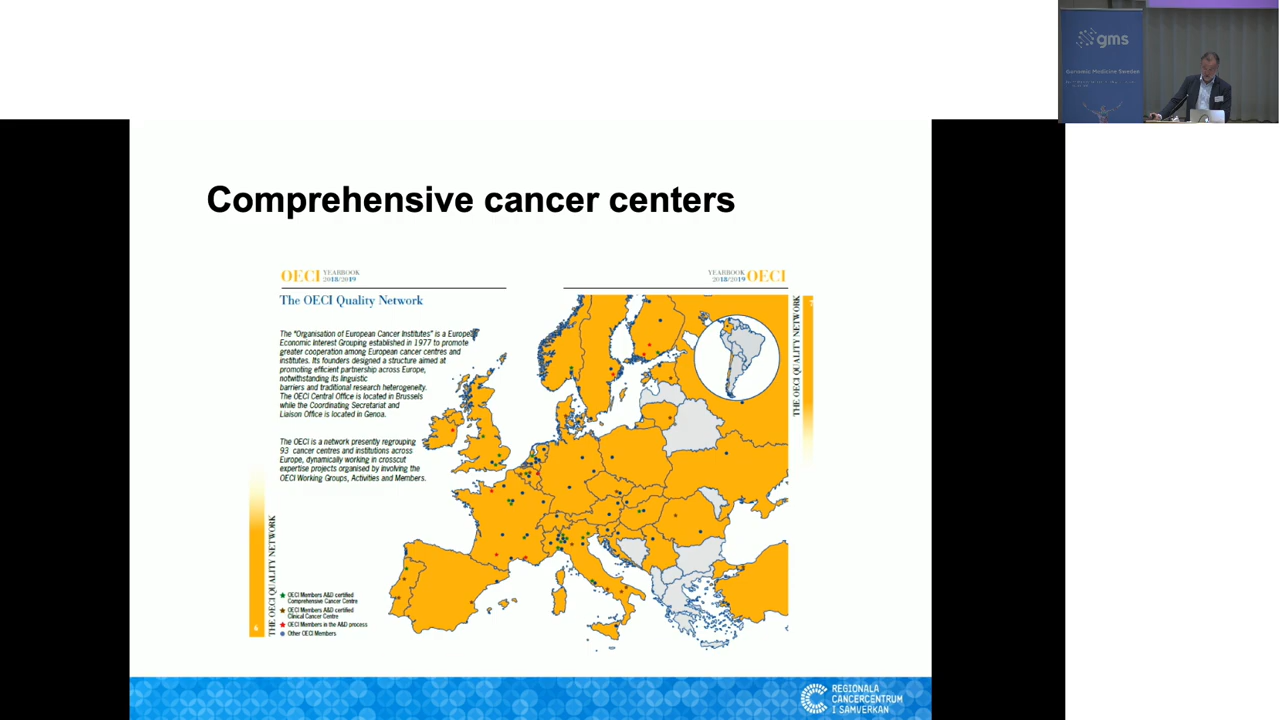 gms
Genomic Medicine Sweden
Comprehensive cancer centers
OECI YEARBOOK 2018/2019
YEARBOOK 2018/2019 OECI
The OECI Quality Network
The "Organisation of European Cancer Institutes" is a Europe
Economic Interest Grouping established in 1977 to promote
greater cooperation among European cancer centres and
institutes. Its founders designed a structure aimed at
promoting efficient partnership across Europe,
notwithstanding its linguistic
barriers and traditional research heterogeneity.
The OECI Central Office is located in Brussels
while the Coordinating Secretariat and
Liaison Office is located in Genoa.
The OECI is a network presently regrouping
93 cancer centres and institutions across
Europe, dynamically working in crosscut
expertise projects organised by involving the
OECI Working Groups, Activities and Members.
OECI Members A&D certified
Comprehensive Cancer Centre
OECI Members A&D certified
Clinical Cancer Centre
OECI Members in the A&D process
Other OECI Members
THE OECI QUALITY NETWORK
6
THE OECI QUALITY NETWORK
REGIONALA
CANCERCENTRUM
I SAMVERKAN